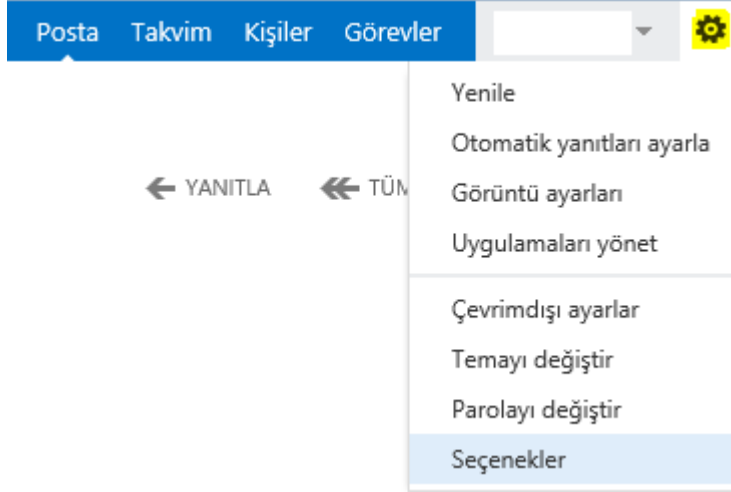 Posta Takvim Kişiler Görevler
Yenile
Otomatik yanıtları ayarla
YANITLA TÜM
Görüntü ayarları
Uygulamaları yönet
Çevrimdışı ayarlar
Temayı değiştir
Parolayı değiştir
Seçenekler